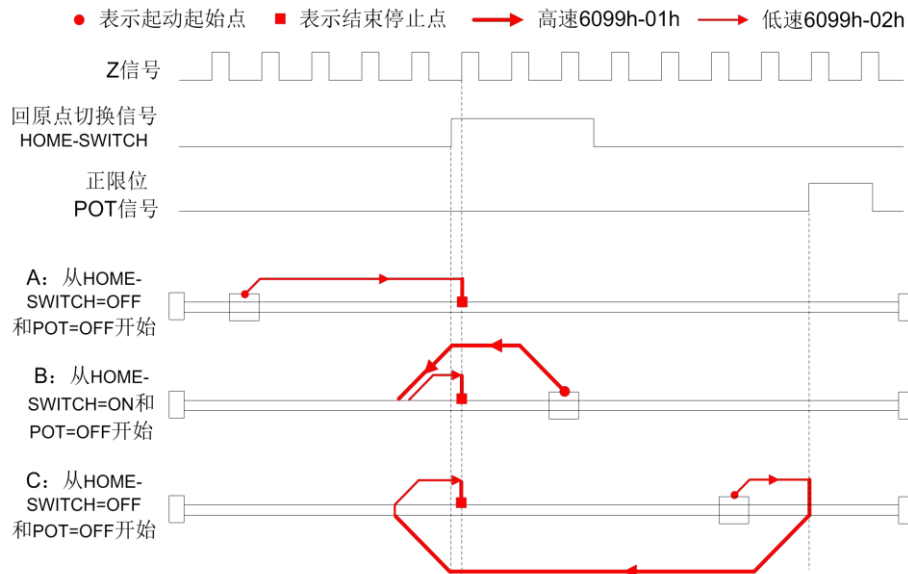 表示起动起始点 表示结束停止点 高速6099h-01h 低速6099h-02h
Z信号
回原点切换信号
HOME-SWITCH
正限位
POT信号
A：从HOME-
SWITCH=OFF
和POT=OFF开始
B：从HOME-
SWITCH=ON和
POT=OFF开始
C：从HOME-
SWITCH=OFF
和POT=OFF开始